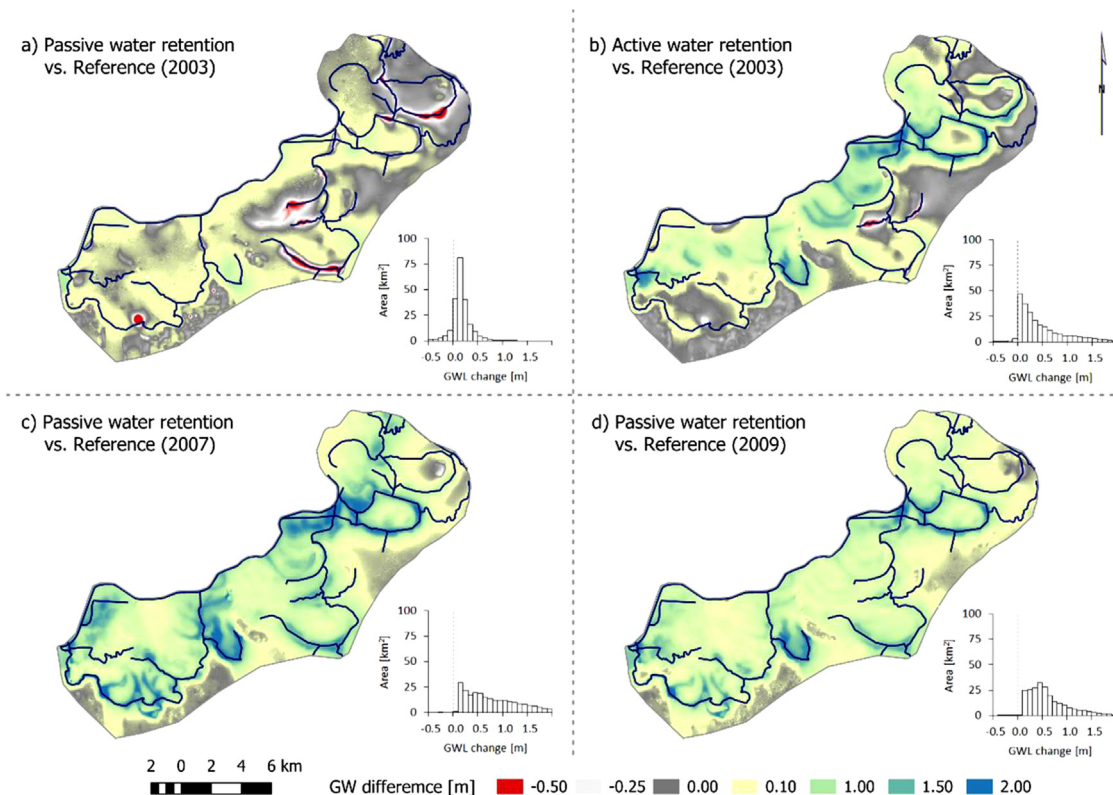 a) Passive water retention
vs. Reference (2003)
b) Active water retention
vs. Reference (2003)
N
100
75
50
25
0
Area [km²]
-0.5 0.0 0.5 1.0 1.5
GWL change [m]
100
75
50
25
0
Area [km²]
-0.5 0.0 0.5 1.0 1.5
GWL change [m]
c) Passive water retention
vs. Reference (2007)
d) Passive water retention
vs. Reference (2009)
100
75
50
25
0
Area [km²]
-0.5 0.0 0.5 1.0 1.5
GWL change [m]
100
75
50
25
0
Area [km²]
-0.5 0.0 0.5 1.0 1.5
GWL change [m]
2 0 2 4 6 km
GW difference [m] -0.50 -0.25 0.00 0.10 1.00 1.50 2.00